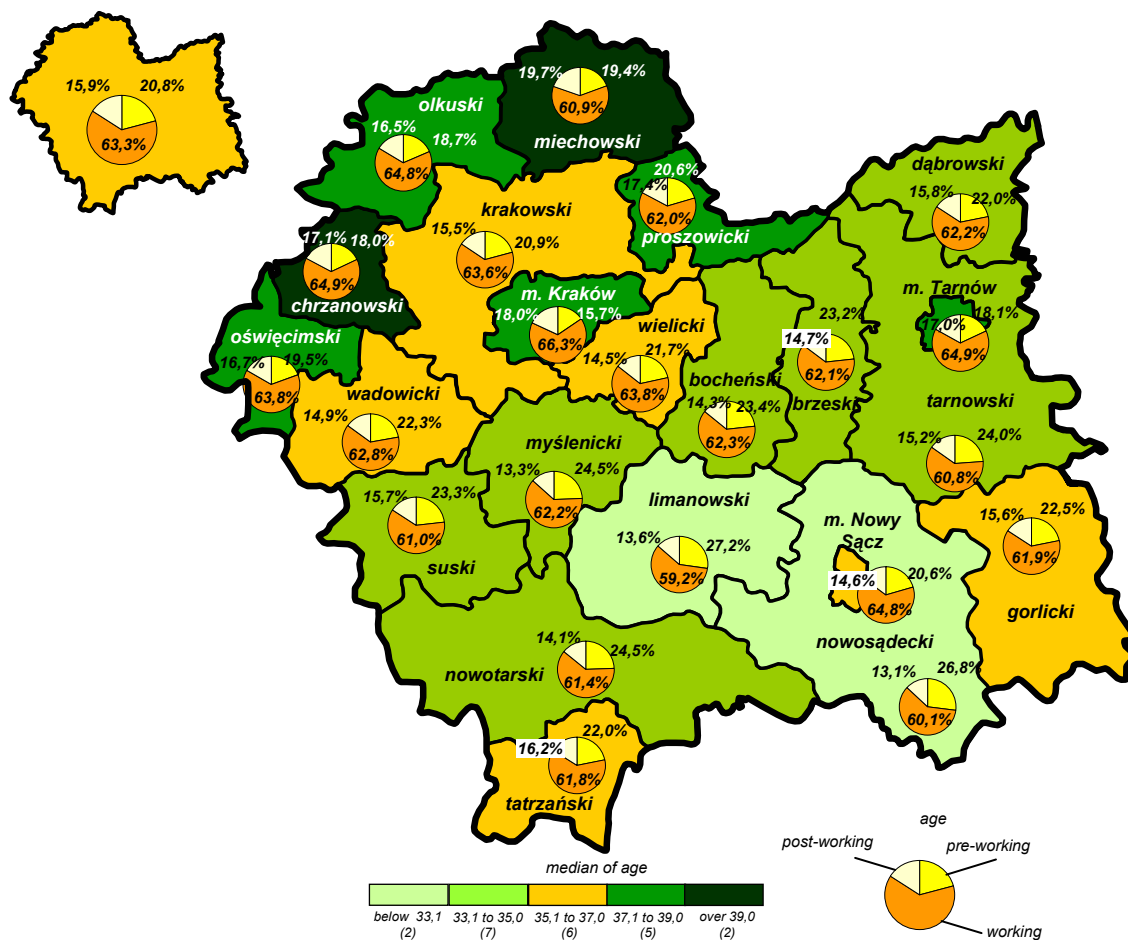 15,9% 20,8%
63,3%
19,7% 19,4%
60,9%
miechowski
olkuski
16,5%
18,7%
64,8%
20,6%
17,4%
62,0%
proszowicki
dąbrowski
15,8% 22,0%
62,2%
krakowski
15,5%
20,9%
63,6%
17,1% 18,0%
64,9%
chrzanowski
m. Kraków
18,0% 15,7%
66,3%
m. Tarnów
18,1%
17,0%
64,9%
oświęcimski
16,7% 19,5%
63,8%
wielicki
14,5% 21,7%
63,8%
23,2%
14,7%
62,1%
brzeski
bocheński
14,3% 23,4%
62,3%
wadowicki
14,9% 22,3%
62,8%
tarnowski
15,2% 24,0%
60,8%
myślenicki
13,3% 24,5%
62,2%
15,7% 23,3%
61,0%
suski
limanowski
13,6% 27,2%
59,2%
m. Nowy
Sącz
14,6% 20,6%
64,8%
15,6% 22,5%
61,9%
gorlicki
nowosądecki
13,1% 26,8%
60,1%
14,1% 24,5%
nowotarski
61,4%
22,0%
16,2%
61,8%
tatrzański
median of age
below 33,1 33,1 to 35,0 35,1 to 37,0 37,1 to 39,0 over 39,0
(2) (7) (6) (5) (2)
age
post-working pre-working
working